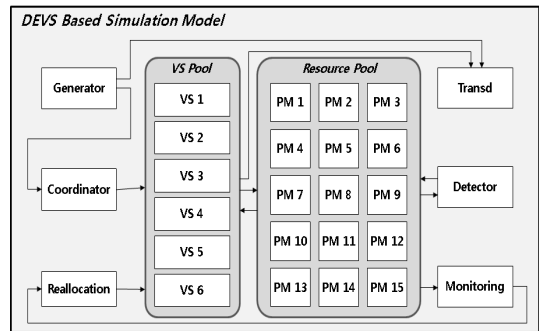 DEVS Based Simulation Model
VS Pool
Resource Pool
Generator
Transd
VS 1
PM 1 PM 2 PM 3
VS 2
PM 4 PM 5 PM 6
Coordinator
VS 3
PM 7 PM 8 PM 9
Detector
VS 4
VS 5
PM 10 PM 11 PM 12
Reallocation
VS 6
PM 13 PM 14 PM 15
Monitoring